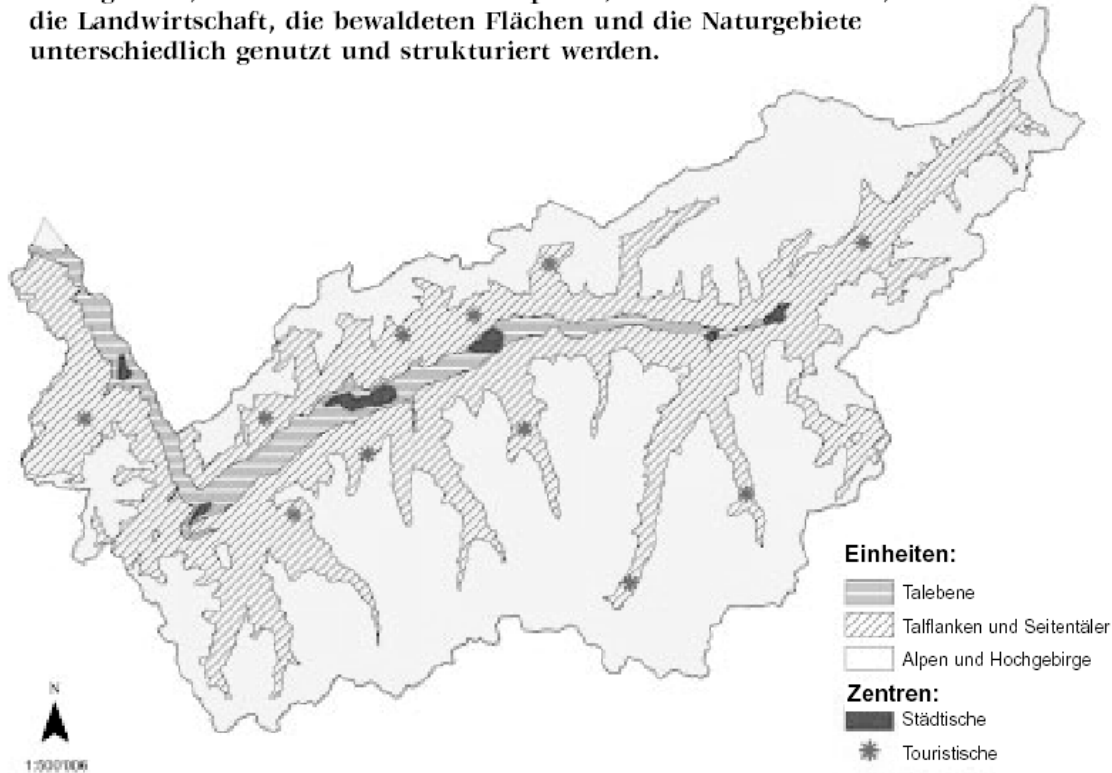 die Landwirtschaft, die bewaldeten Flächen und die Naturgebiete
unterschiedlich genutzt und strukturiert werden.
Einheiten:
Talebene
Talflanken und Seitentäler
Alpen und Hochgebirge
Zentren:
Städtische
Touristische
N